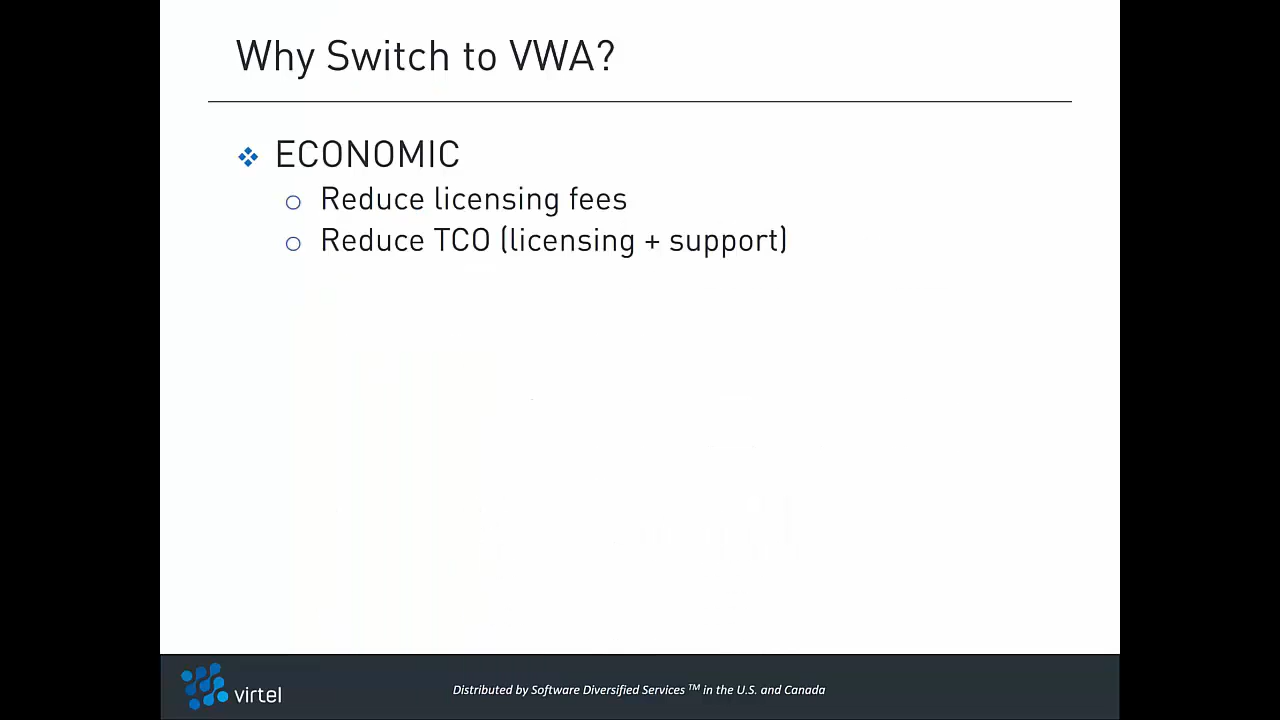 Why Switch to VWA?
ECONOMIC
Reduce licensing fees
Reduce TCO (licensing + support)
virtel
Distributed by Software Diversified Services ™ in the U.S. and Canada